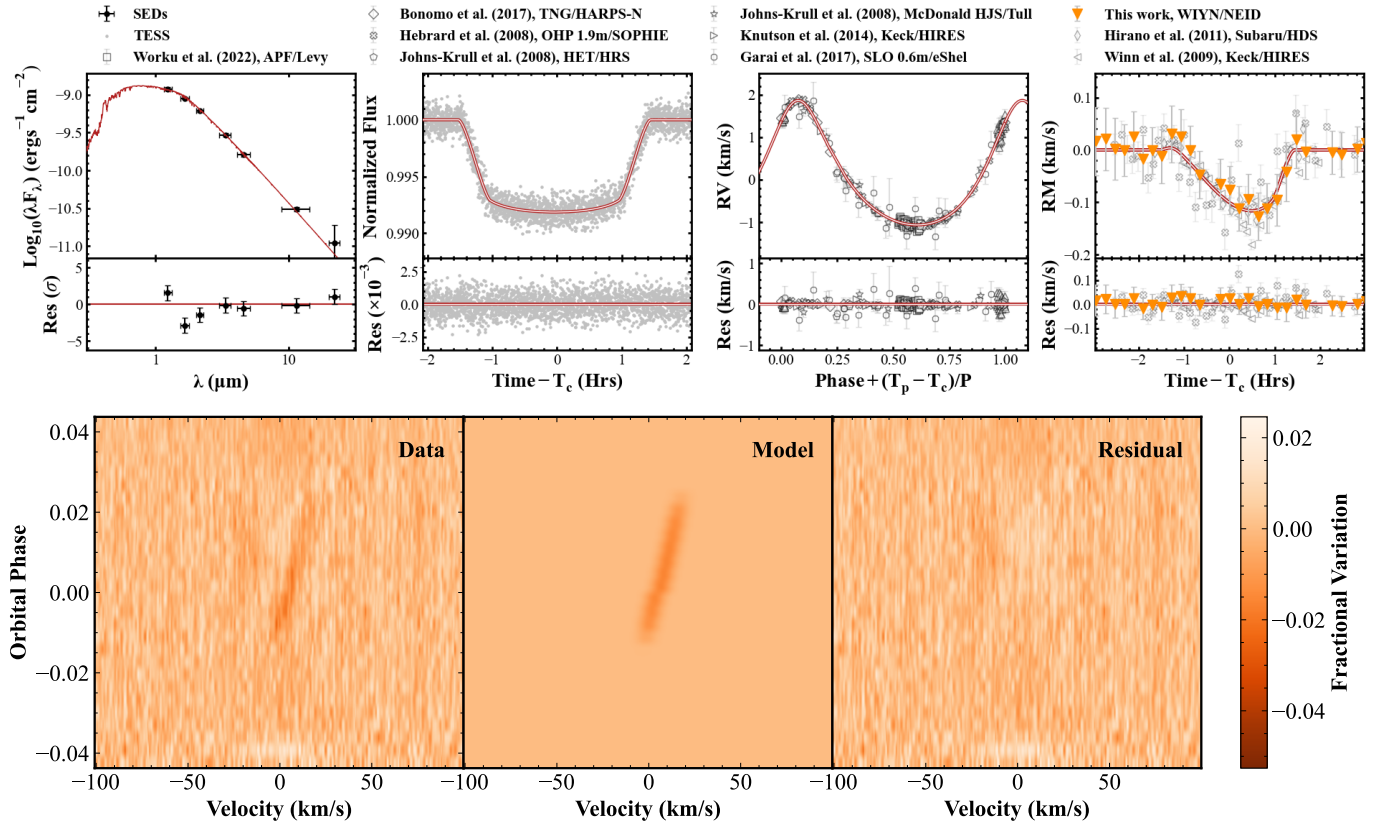 SEDs
TESS
Worku et al. (2022), APF/Levy
Bonomo et al. (2017), TNG/HARPS-N
Hebrard et al. (2008), OHP 1.9m/SOPHIE
Johns-Krull et al. (2008), HET/HRS
Johns-Krull et al. (2008), McDonald HJS/Tull
Knutson et al. (2014), Keck/HIRES
Garai et al. (2017), SLO 0.6m/eShel
This work, WIYN/NEID
Hirano et al. (2011), Subaru/HDS
Winn et al. (2009), Keck/HIRES
Log₁₀(λF_λ) (ergs⁻¹ cm⁻²)
−9.0
−9.5
−10.0
−10.5
−11.0
Res (σ)
5
0
−5
1
10
λ (μm)
Normalized Flux
1.000
0.995
0.990
Res (×10⁻³)
2.5
0.0
−2.5
−2
−1
0
1
2
Time−T_c (Hrs)
RV (km/s)
2
1
0
−1
Res (km/s)
1
0
−1
0.00
0.25
0.50
0.75
1.00
Phase+(T_p−T_c)/P
RM (km/s)
0.1
0.0
−0.1
−0.2
Res (km/s)
0.1
0.0
−0.1
−2
−1
0
1
2
Time−T_c (Hrs)
Orbital Phase
0.04
0.02
0.00
−0.02
−0.04
Data
Model
Residual
−100
−50
0
50
−100
−50
0
50
−100
−50
0
50
Velocity (km/s)
Velocity (km/s)
Velocity (km/s)
0.02
0.00
−0.02
−0.04
Fractional Variation